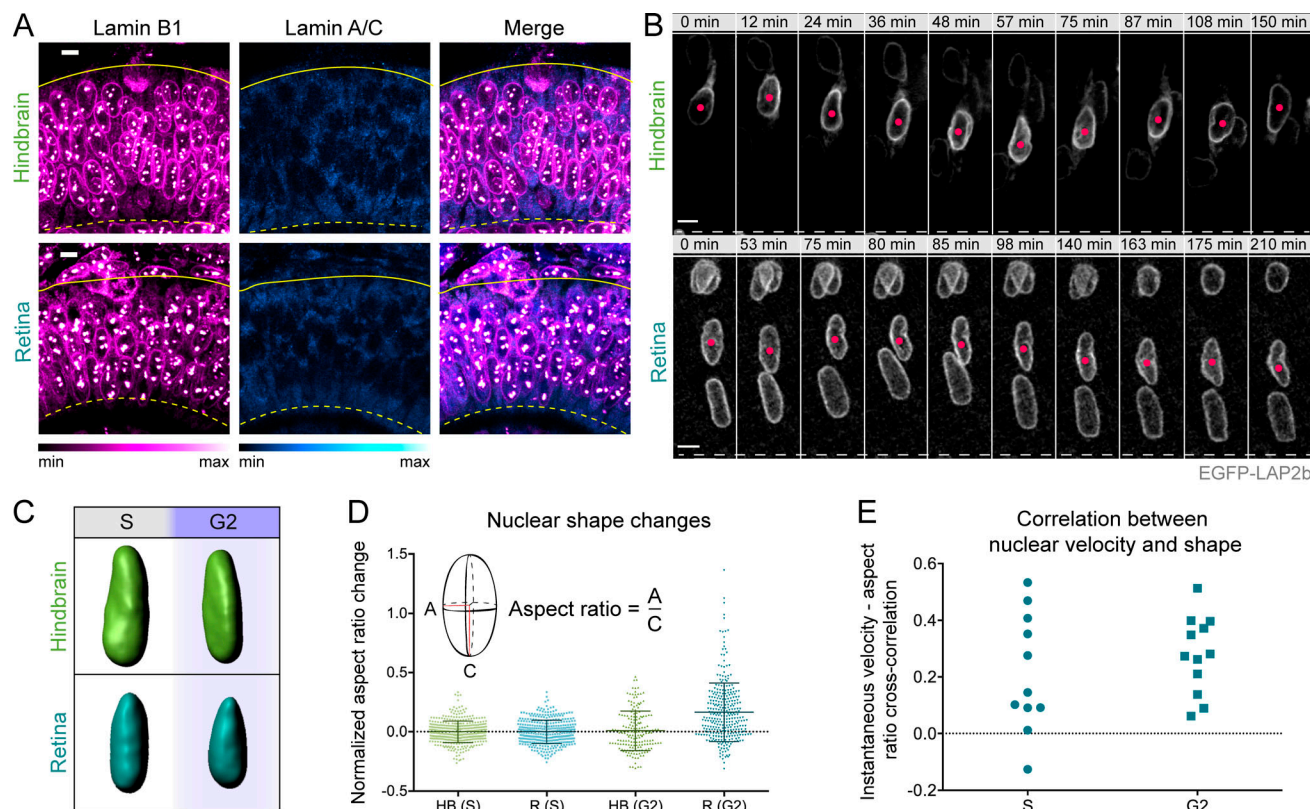 A
Lamin B1
Lamin A/C
Merge
Hindbrain
Retina
min
max
min
max
B
0 min
12 min
24 min
36 min
48 min
57 min
75 min
87 min
108 min
150 min
Hindbrain
0 min
53 min
75 min
80 min
85 min
98 min
140 min
163 min
175 min
210 min
Retina
EGFP-LAP2b
C
S
G2
Hindbrain
Retina
D
Nuclear shape changes
Normalized aspect ratio change
1.5
1.0
0.5
0.0
-0.5
A
C
Aspect ratio = A/C
HB (S)
R (S)
HB (G2)
R (G2)
E
Correlation between
nuclear velocity and shape
Instantaneous velocity - aspect
ratio cross-correlation
0.6
0.4
0.2
0.0
-0.2
S
G2